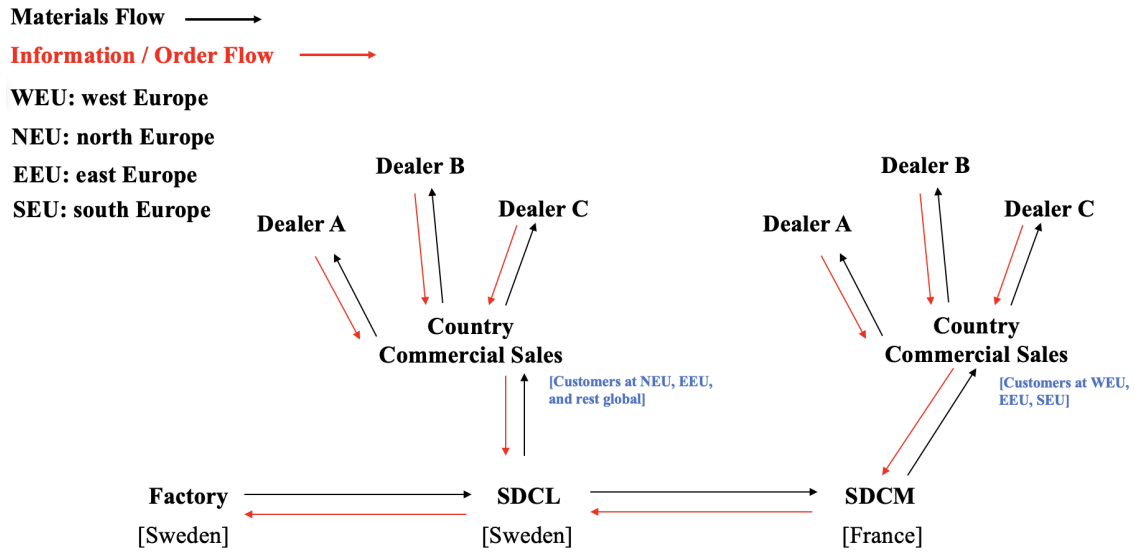 Materials Flow
Information / Order Flow
WEU: west Europe
NEU: north Europe
EEU: east Europe
SEU: south Europe
Dealer B
Dealer A
Dealer C
Country
Commercial Sales
[Customers at NEU, EEU,
and rest global]
Dealer B
Dealer A
Dealer C
Country
Commercial Sales
[Customers at WEU,
EEU, SEU]
Factory
[Sweden]
SDCL
[Sweden]
SDCM
[France]